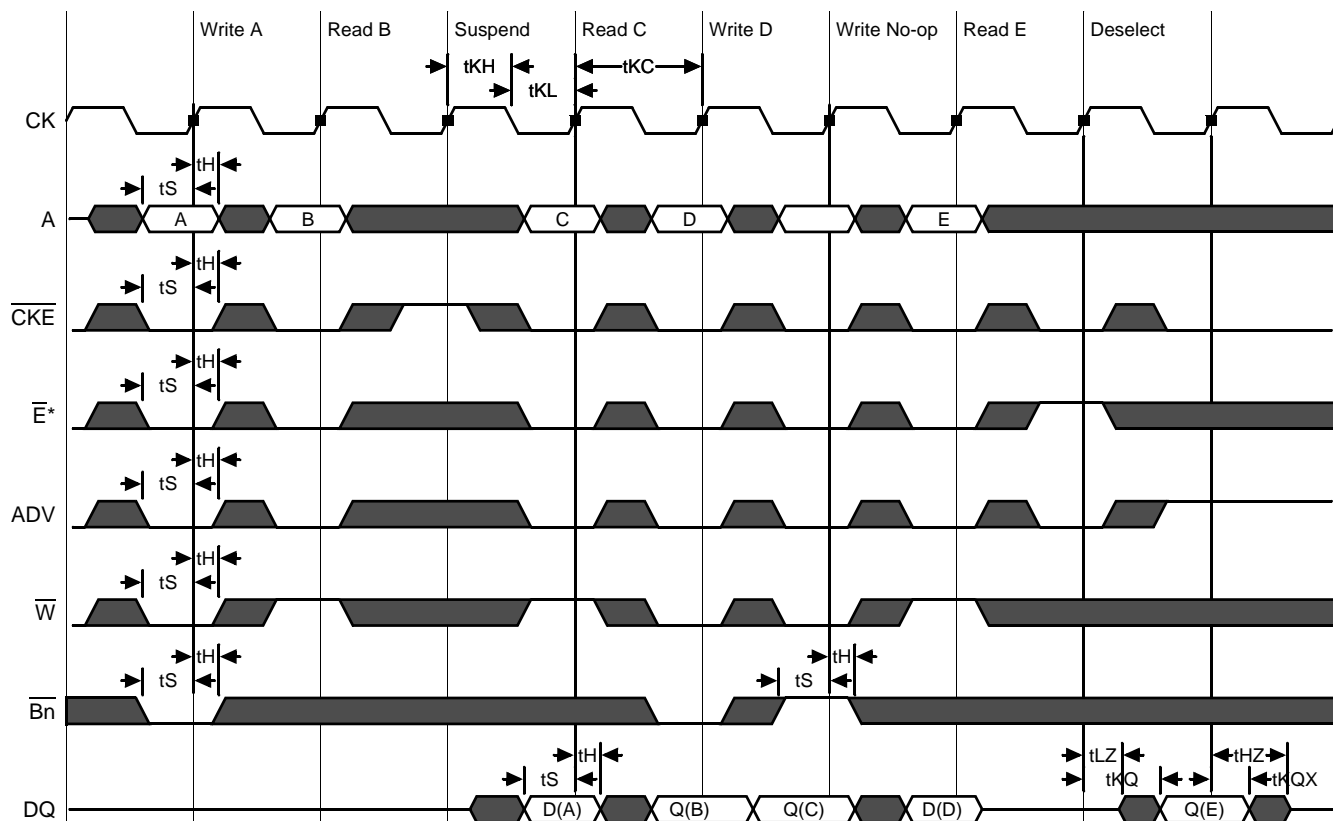 Write A Read B Suspend Read C Write D Write No-op Read E Deselect
tKH tKC
tKL
CK
tH
tS
A A B C D E
tH
tS
CKE
tH
tS
E*
tH
tS
ADV
tH
tS
W
tH tH
tS tS
Bn
tH tLZ tHZ
tS tKQ tKQX
DQ D(A) Q(B) Q(C) D(D) Q(E)